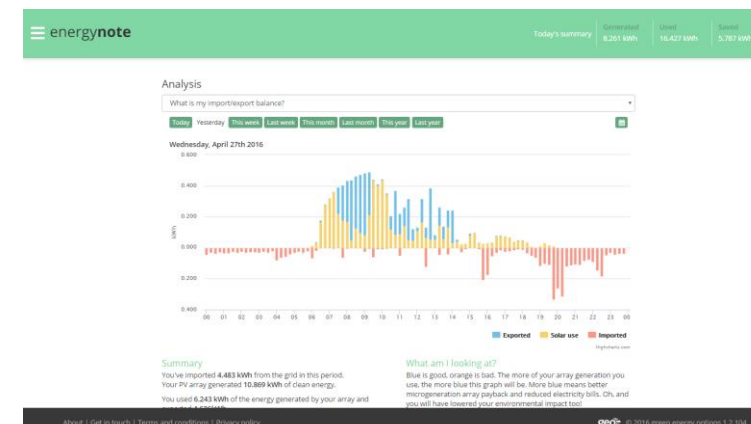 energynote
Today's summary
Generated
8.261 kWh
Used
16.427 kWh
Saved
5.787 kWh
Analysis
What is my import/export balance?
Today Yesterday This week Last week This month Last month This year Last year
Wednesday, April 27th 2016
0.600
0.400
0.200
0.000
0.200
0.400
kWh
00 01 02 03 04 05 06 07 08 09 10 11 12 13 14 15 16 17 18 19 20 21 22 23 00
Exported Solar use Imported
Highcharts.com
Summary
You've imported 4.483 kWh from the grid in this period.
Your PV array generated 10.869 kWh of clean energy.
You used 6.243 kWh of the energy generated by your array and
What am I looking at?
Blue is good, orange is bad. The more of your array generation you
use, the more blue this graph will be. More blue means better
microgeneration array payback and reduced electricity bills. Oh, and
you will have lowered your environmental impact too!
About | Get in touch | Terms and conditions | Privacy policy
geo © 2016 green energy options 1.2.104